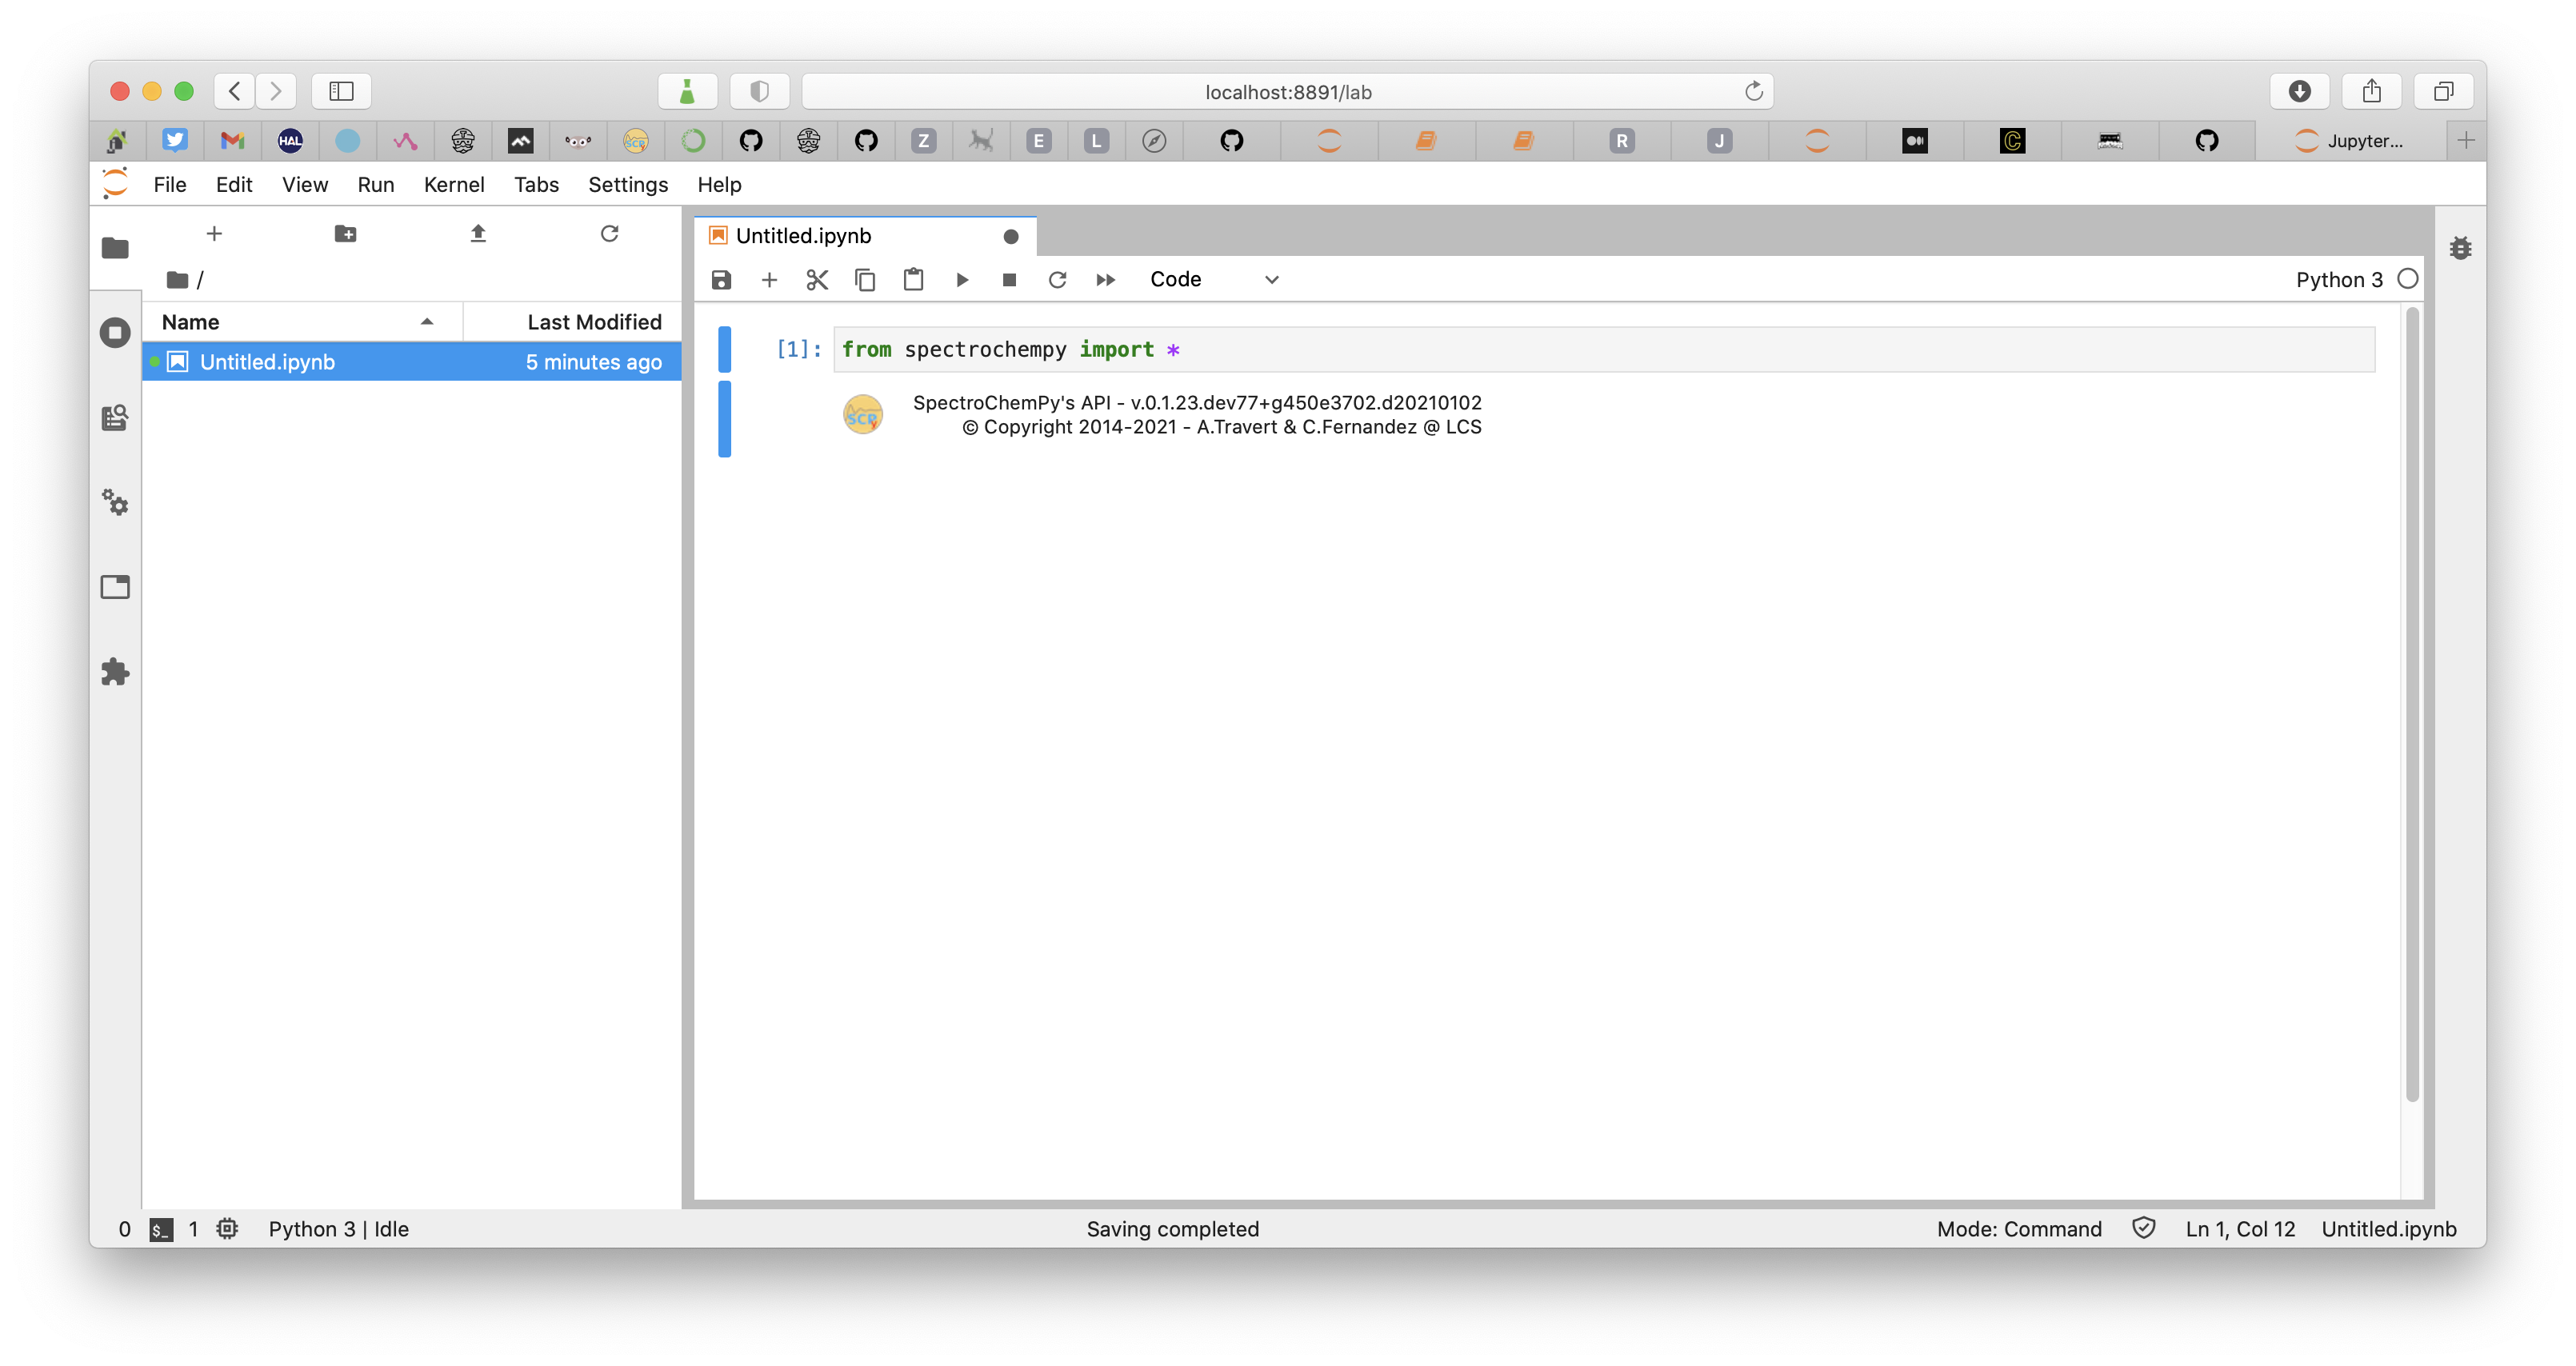 localhost:8891/lab
HAL
SCP
Z
E
L
R
J
C
Jupyter...
File Edit View Run Kernel Tabs Settings Help
Untitled.ipynb
/
Code
Python 3
Name Last Modified
Untitled.ipynb 5 minutes ago
[1]: from spectrochempy import *
SCPy
SpectroChemPy's API - v.0.1.23.dev77+g450e3702.d20210102
© Copyright 2014-2021 - A.Travert & C.Fernandez @ LCS
0 $_ 1 Python 3 | Idle Saving completed Mode: Command Ln 1, Col 12 Untitled.ipynb